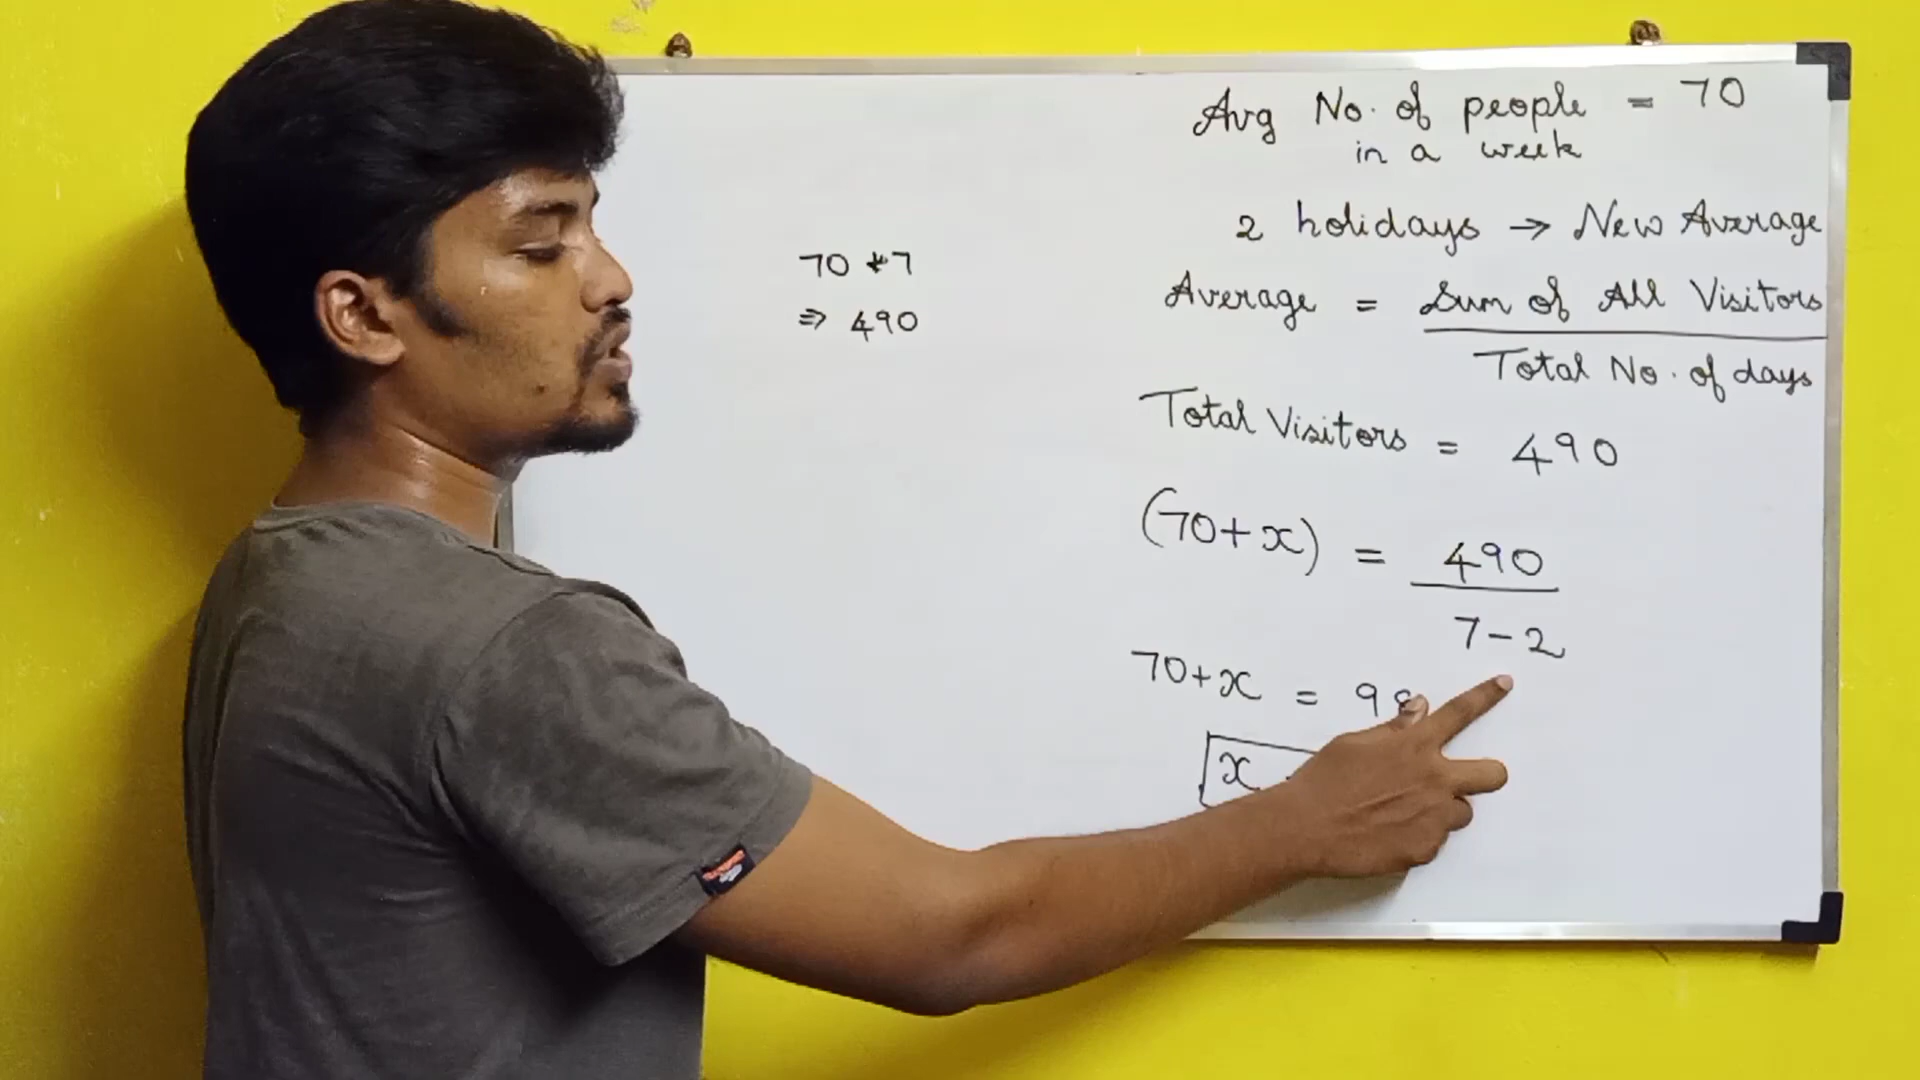 Avg No. of people = 70
in a week
2 holidays → New Average
Average = Sum of All Visitors
Total No. of days
Total Visitors = 490
(70+x) = 490
7-2
70+x = 98
x
70 * 7
⇒ 490